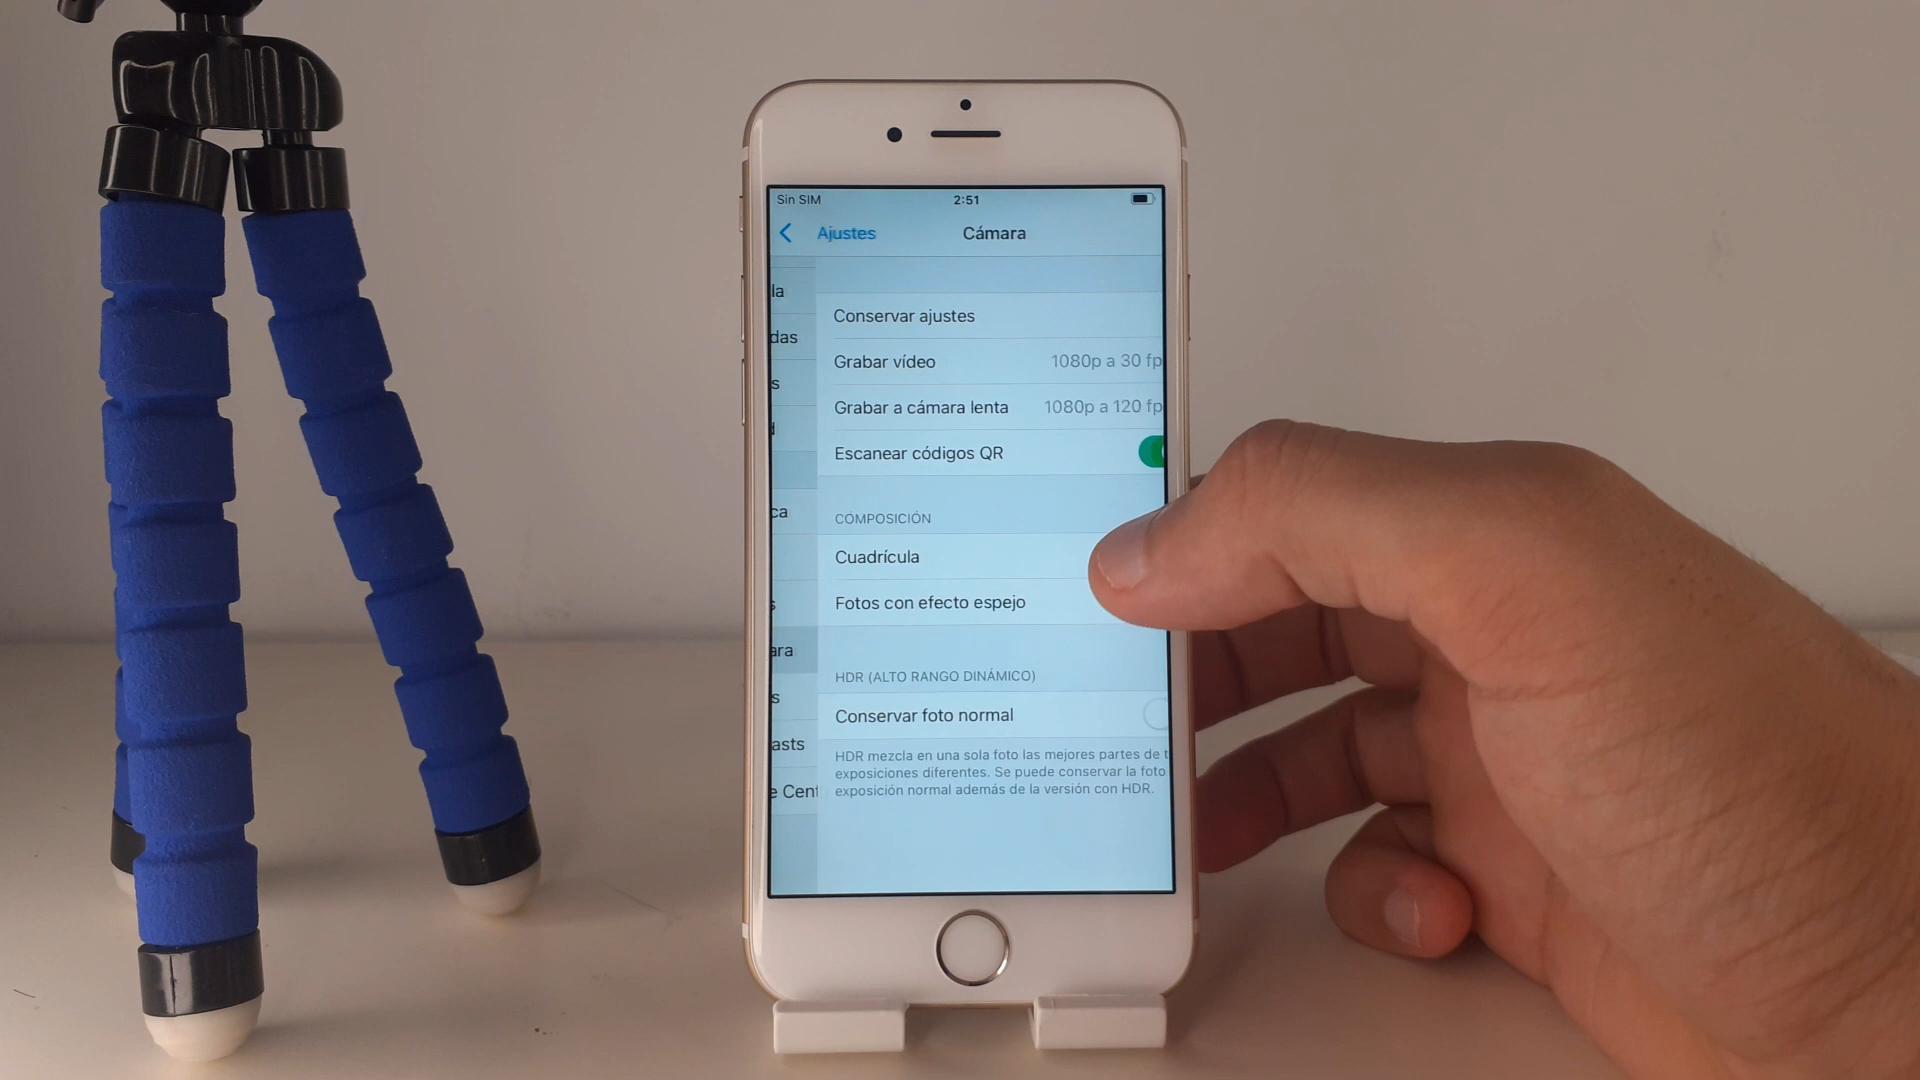 Sin SIM 2:51
Ajustes Cámara
la
das
s
Conservar ajustes
Grabar vídeo 1080p a 30 fp
Grabar a cámara lenta 1080p a 120 fp
Escanear códigos QR
ca
COMPOSICIÓN
Cuadrícula
s
Fotos con efecto espejo
ara
HDR (ALTO RANGO DINÁMICO)
s
Conservar foto normal
asts
HDR mezcla en una sola foto las mejores partes de t
exposiciones diferentes. Se puede conservar la foto
exposición normal además de la versión con HDR.
e Cent